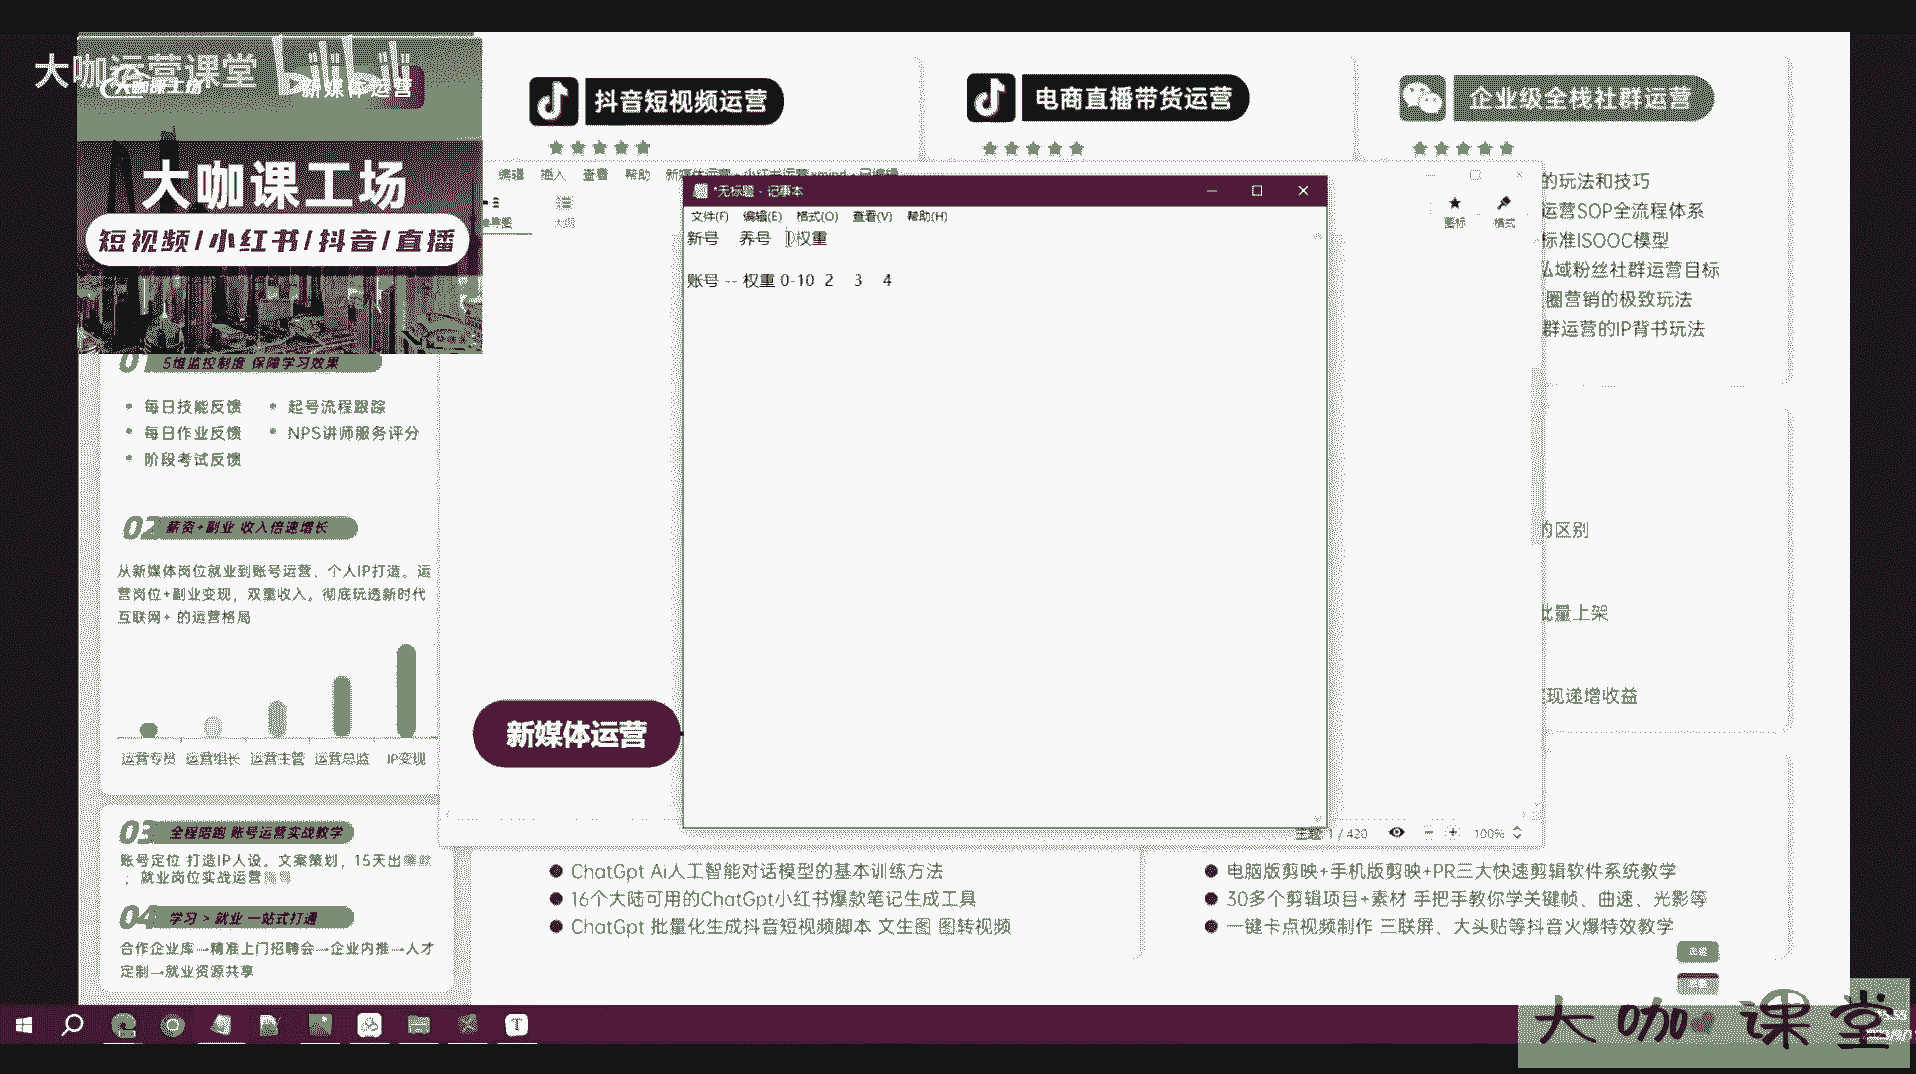 大咖运营课堂
bilibili
大咖课工场
新媒体运营
大咖课工场
短视频/小红书/抖音/直播
抖音短视频运营
电商直播带货运营
企业级全栈社群运营
编辑 插入 查看 帮助
大纲
*无标题 - 记事本
文件(F) 编辑(E) 格式(O) 查看(V) 帮助(H)
新号 养号 权重
账号 -- 权重 0-10 2 3 4
图标 格式
的玩法和技巧
运营SOP全流程体系
标准ISOOC模型
私域粉丝社群运营目标
圈营销的极致玩法
群运营的IP背书玩法
的区别
批量上架
现递增收益
01 5维监控制度 保障学习效果
每日技能反馈
起号流程跟踪
每日作业反馈
NPS讲师服务评分
阶段考试反馈
02 薪资+副业 收入倍速增长
从新媒体岗位就业到账号运营、个人IP打造。运
营岗位+副业变现，双重收入。彻底玩透新时代
互联网+ 的运营格局
运营专员 运营组长 运营主管 运营总监 IP变现
新媒体运营
03 全程陪跑 账号运营实战教学
账号定位 打造IP人设。文案策划，15天出
；就业岗位实战运营
04 学习 > 就业 一站式打通
合作企业库→精准上门招聘会→企业内推→人才
定制→就业资源共享
主题 1 / 420
100%
ChatGpt Ai人工智能对话模型的基本训练方法
16个大陆可用的ChatGpt小红书爆款笔记生成工具
ChatGpt 批量化生成抖音短视频脚本 文生图 图转视频
电脑版剪映+手机版剪映+PR三大快速剪辑软件系统教学
30多个剪辑项目+素材 手把手教你学关键帧、曲速、光影等
一键卡点视频制作 三联屏、大头贴等抖音火爆特效教学
大咖课堂